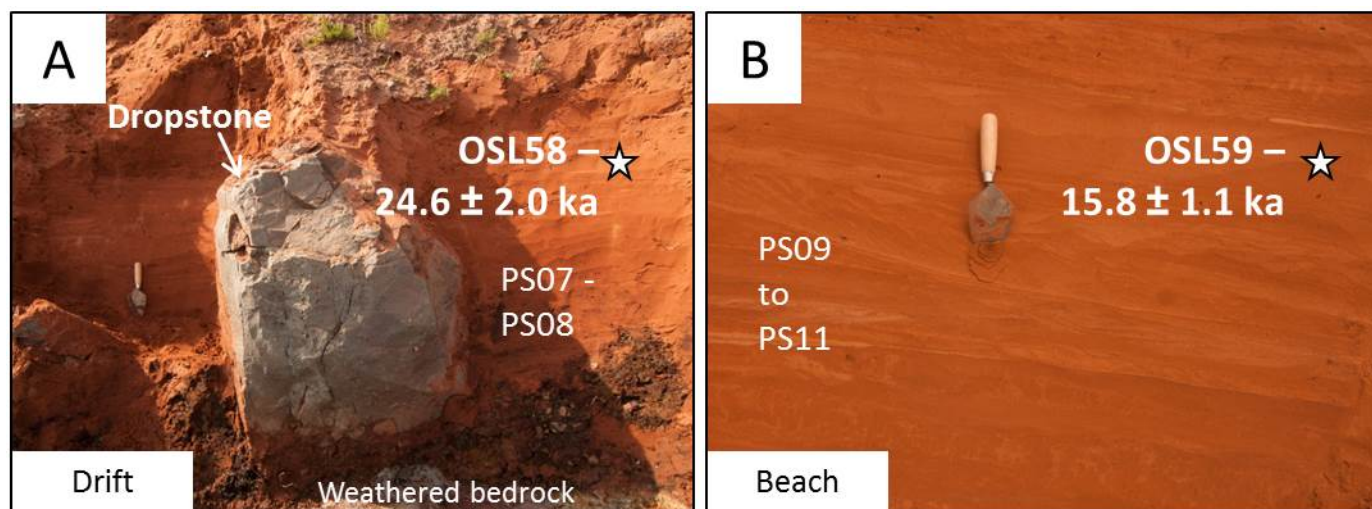 A
Dropstone
OSL58 –
24.6 ± 2.0 ka
PS07 -
PS08
Drift
Weathered bedrock
B
OSL59 –
15.8 ± 1.1 ka
PS09
to
PS11
Beach